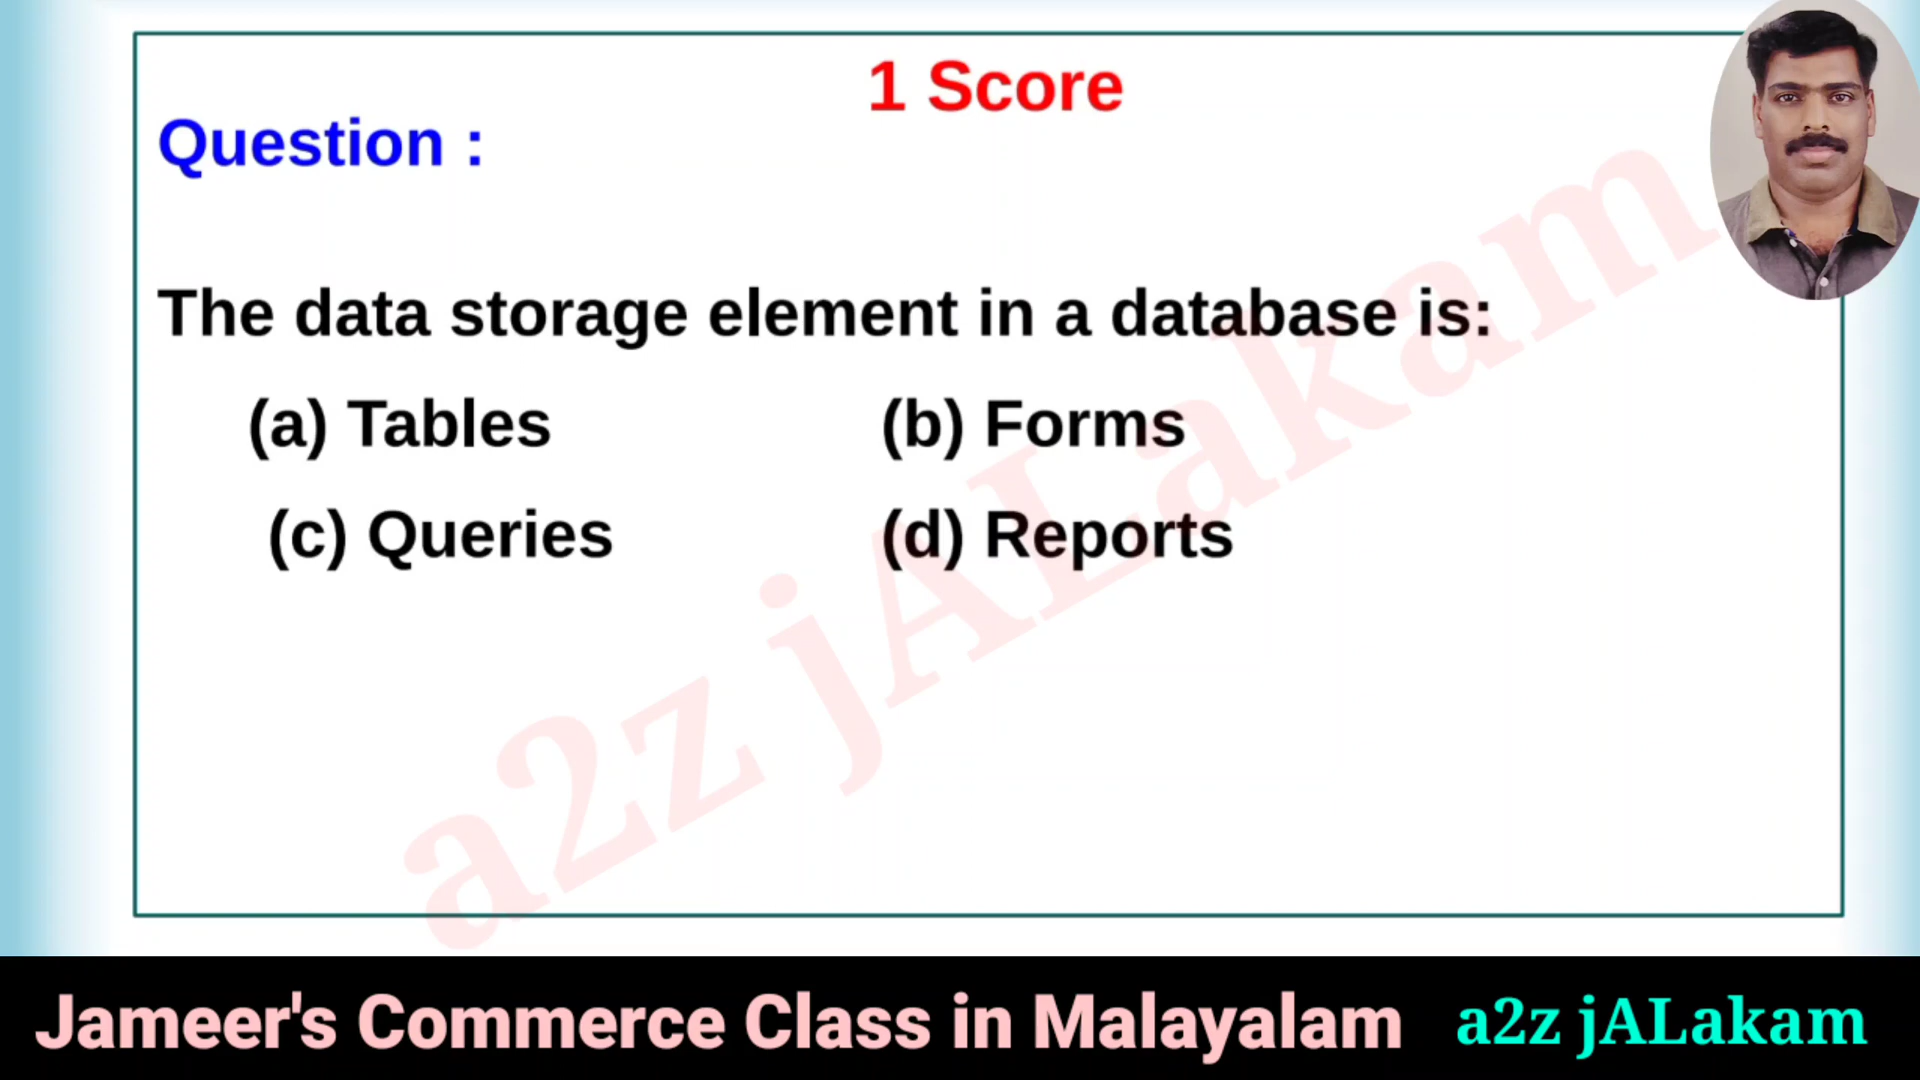 1 Score
Question :
The data storage element in a database is:
(a) Tables (b) Forms
(c) Queries (d) Reports
a2z jALakam
Jameer's Commerce Class in Malayalam a2z jALakam